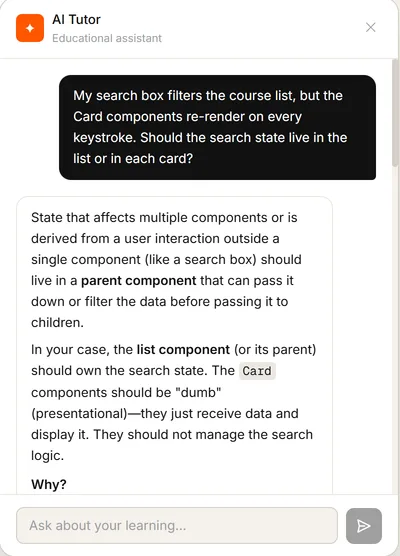 AI Tutor
Educational assistant
My search box filters the course list, but the
Card components re-render on every
keystroke. Should the search state live in the
list or in each card?
State that affects multiple components or is
derived from a user interaction outside a
single component (like a search box) should
live in a parent component that can pass it
down or filter the data before passing it to
children.
In your case, the list component (or its parent)
should own the search state. The Card
components should be "dumb"
(presentational)—they just receive data and
display it. They should not manage the search
logic.
Why?
Ask about your learning...